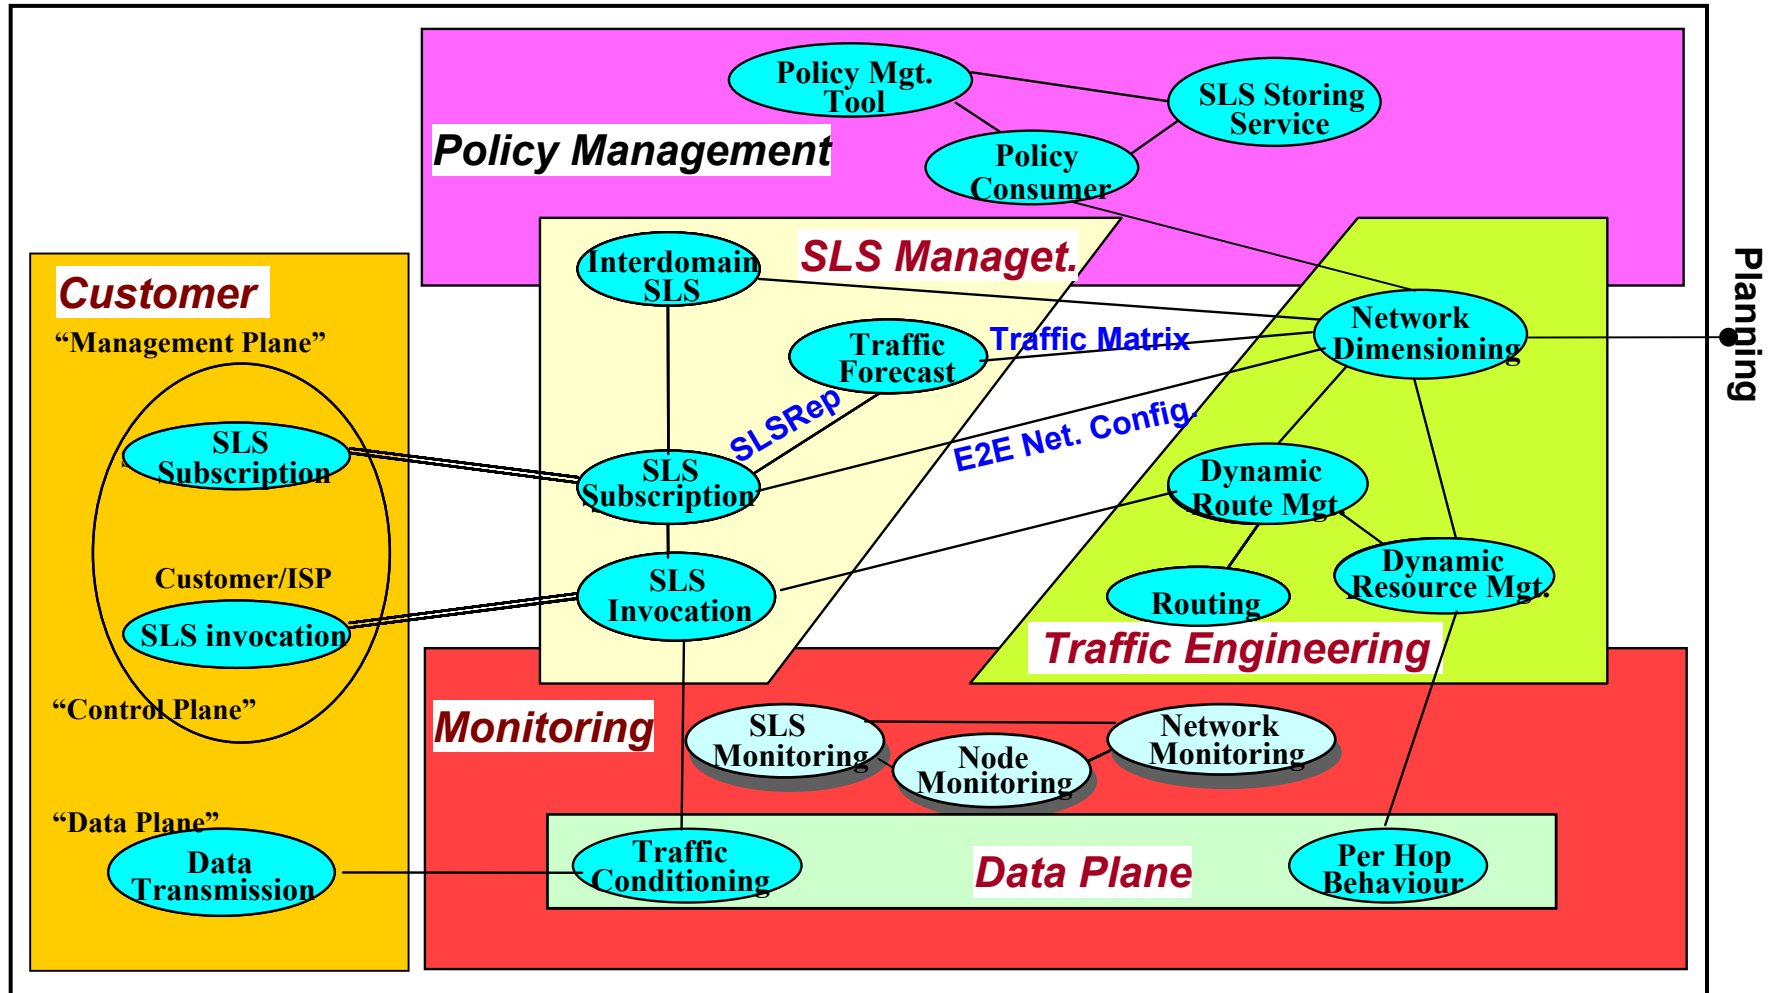 Policy Mgt.
Tool
SLS Storing
Service
Policy Management
Policy
Consumer
Interdomain
SLS
SLS Managet.
Customer
“Management Plane”
Traffic
Forecast
Traffic Matrix
Network
Dimensioning
Planning
SLSRep
E2E Net. Config.
SLS
Subscription
SLS
Subscription
Dynamic
Route Mgt.
Customer/ISP
SLS invocation
SLS
Invocation
Routing
Dynamic
Resource Mgt.
Traffic Engineering
“Control Plane”
Monitoring
SLS
Monitoring
Node
Monitoring
Network
Monitoring
“Data Plane”
Data
Transmission
Traffic
Conditioning
Data Plane
Per Hop
Behaviour